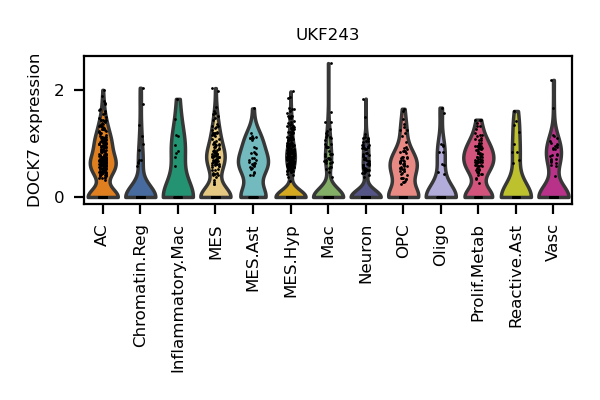 UKF243
DOCK7 expression
2
0
AC
Chromatin.Reg
Inflammatory.Mac
MES
MES.Ast
MES.Hyp
Mac
Neuron
OPC
Oligo
Prolif.Metab
Reactive.Ast
Vasc